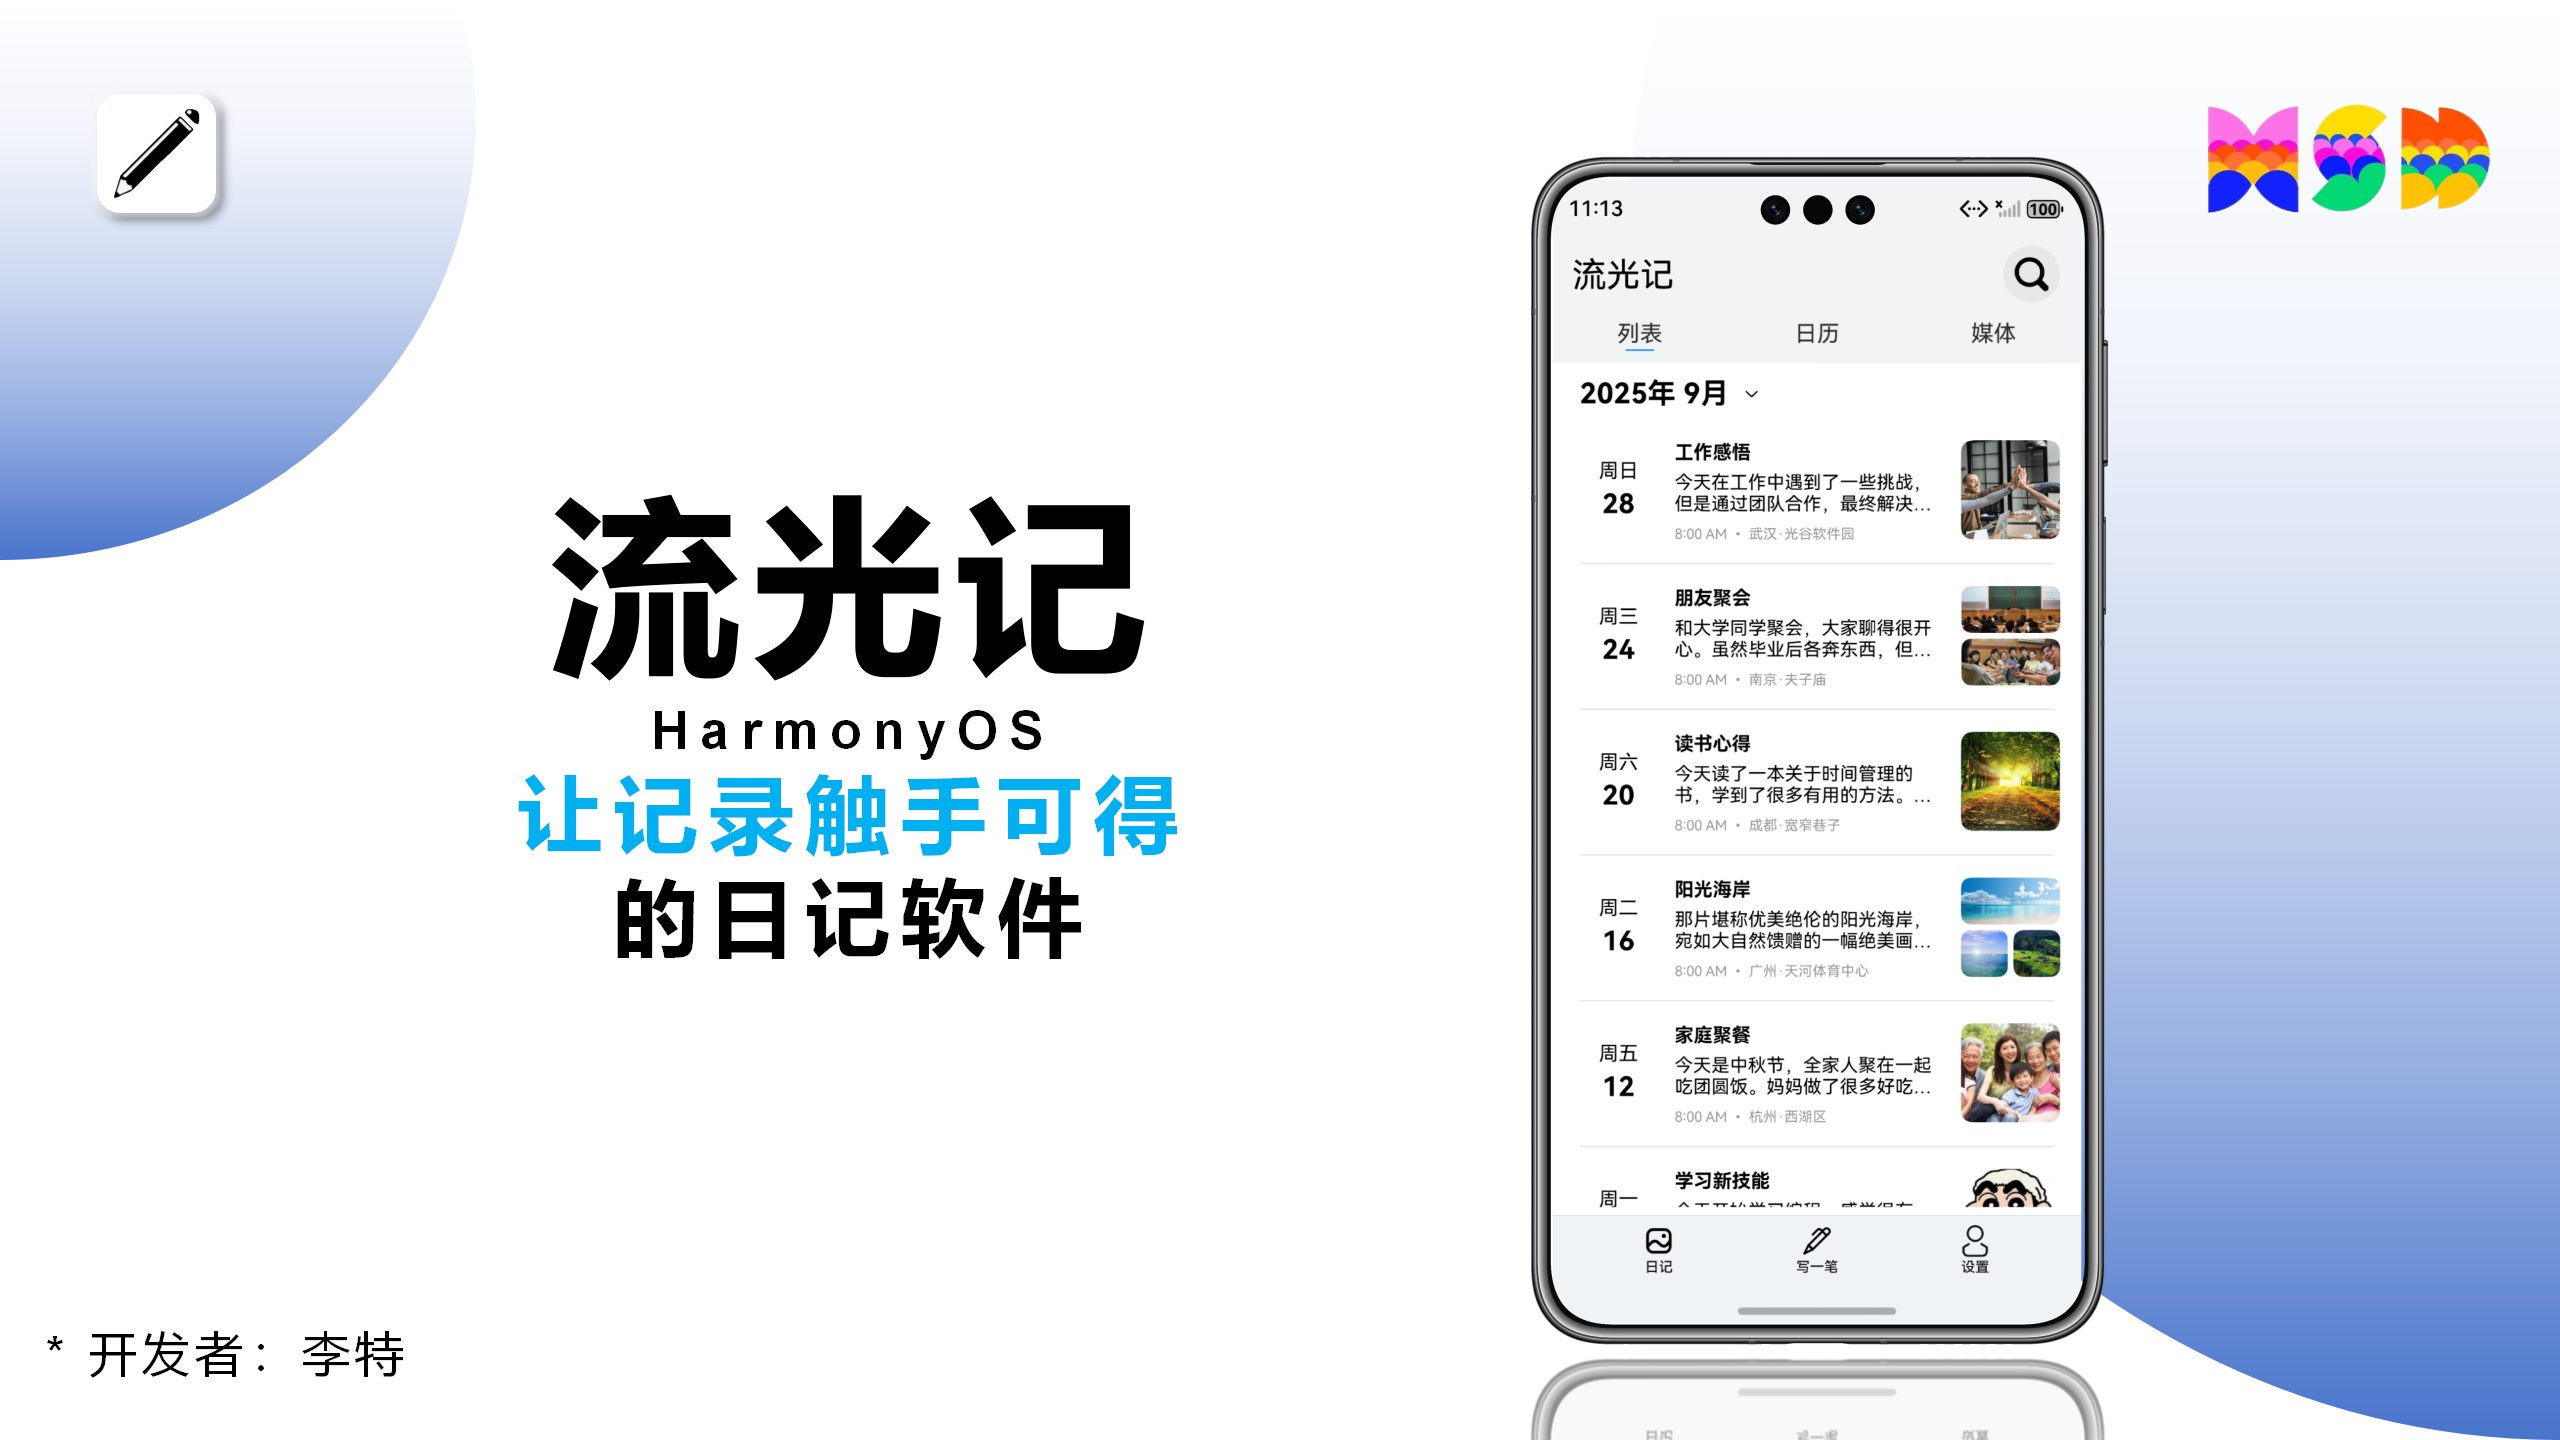 HSD
流光记
HarmonyOS
让记录触手可得
的日记软件
* 开发者：李特
11:13
100
流光记
列表 日历 媒体
2025年 9月
周日
28
工作感悟
今天在工作中遇到了一些挑战，
但是通过团队合作，最终解决...
8:00 AM • 武汉·光谷软件园
周三
24
朋友聚会
和大学同学聚会，大家聊得很开
心。虽然毕业后各奔东西，但...
8:00 AM • 南京·夫子庙
周六
20
读书心得
今天读了一本关于时间管理的
书，学到了很多有用的方法。...
8:00 AM • 成都·宽窄巷子
周二
16
阳光海岸
那片堪称优美绝伦的阳光海岸，
宛如大自然馈赠的一幅绝美画...
8:00 AM • 广州·天河体育中心
周五
12
家庭聚餐
今天是中秋节，全家人聚在一起
吃团圆饭。妈妈做了很多好吃...
8:00 AM • 杭州·西湖区
周一
学习新技能
日记 写一笔 设置